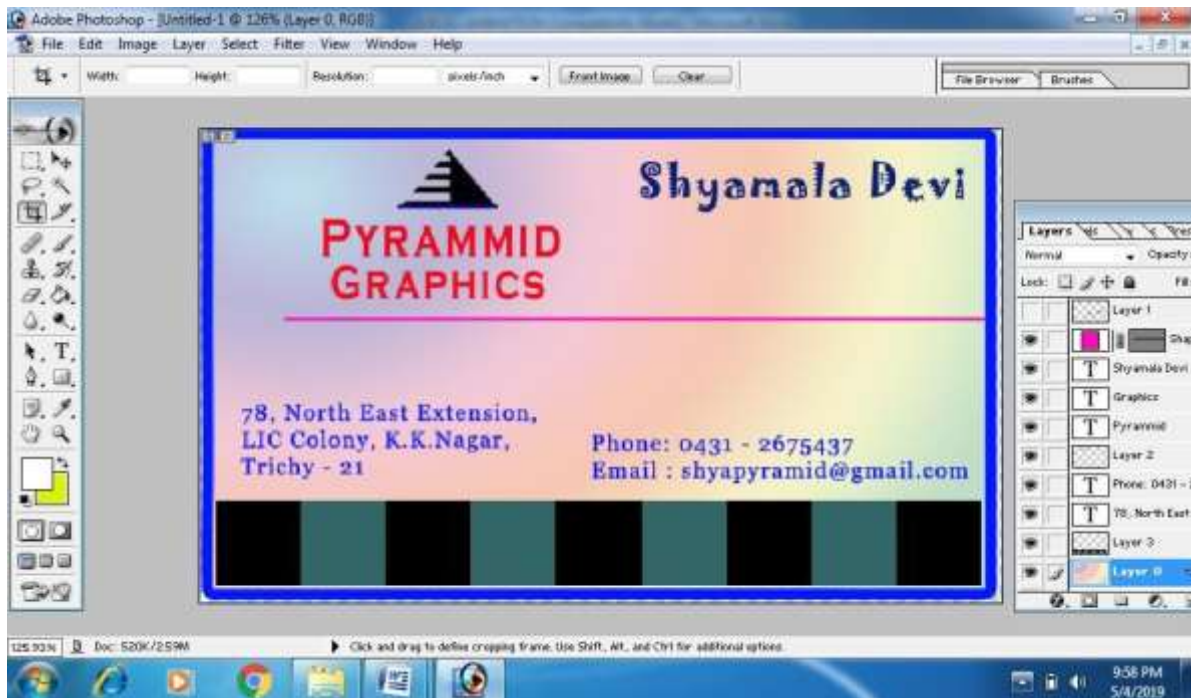 Adobe Photoshop - [Untitled-1 @ 126% (Layer 0, RGB)]
File Edit Image Layer Select Filter View Window Help
Width: Height: Resolution: pixels/inch Front Image Clear File Browser Brushes
Shyamala Devi
PYRAMMID
GRAPHICS
78, North East Extension,
LIC Colony, K.K.Nagar,
Trichy - 21
Phone: 0431 - 2675437
Email : shyapyramid@gmail.com
Layers
Normal Opacity
Lock:
Layer 1
Shap
Shyamala Devi
Graphics
Pyrammid
Layer 2
Phone: 0431 -
78, North East
Layer 3
Layer 0
T
125.93% Doc: 520K/2.59M Click and drag to define cropping frame. Use Shift, Alt, and Ctrl for additional options.
9:58 PM
5/4/2019